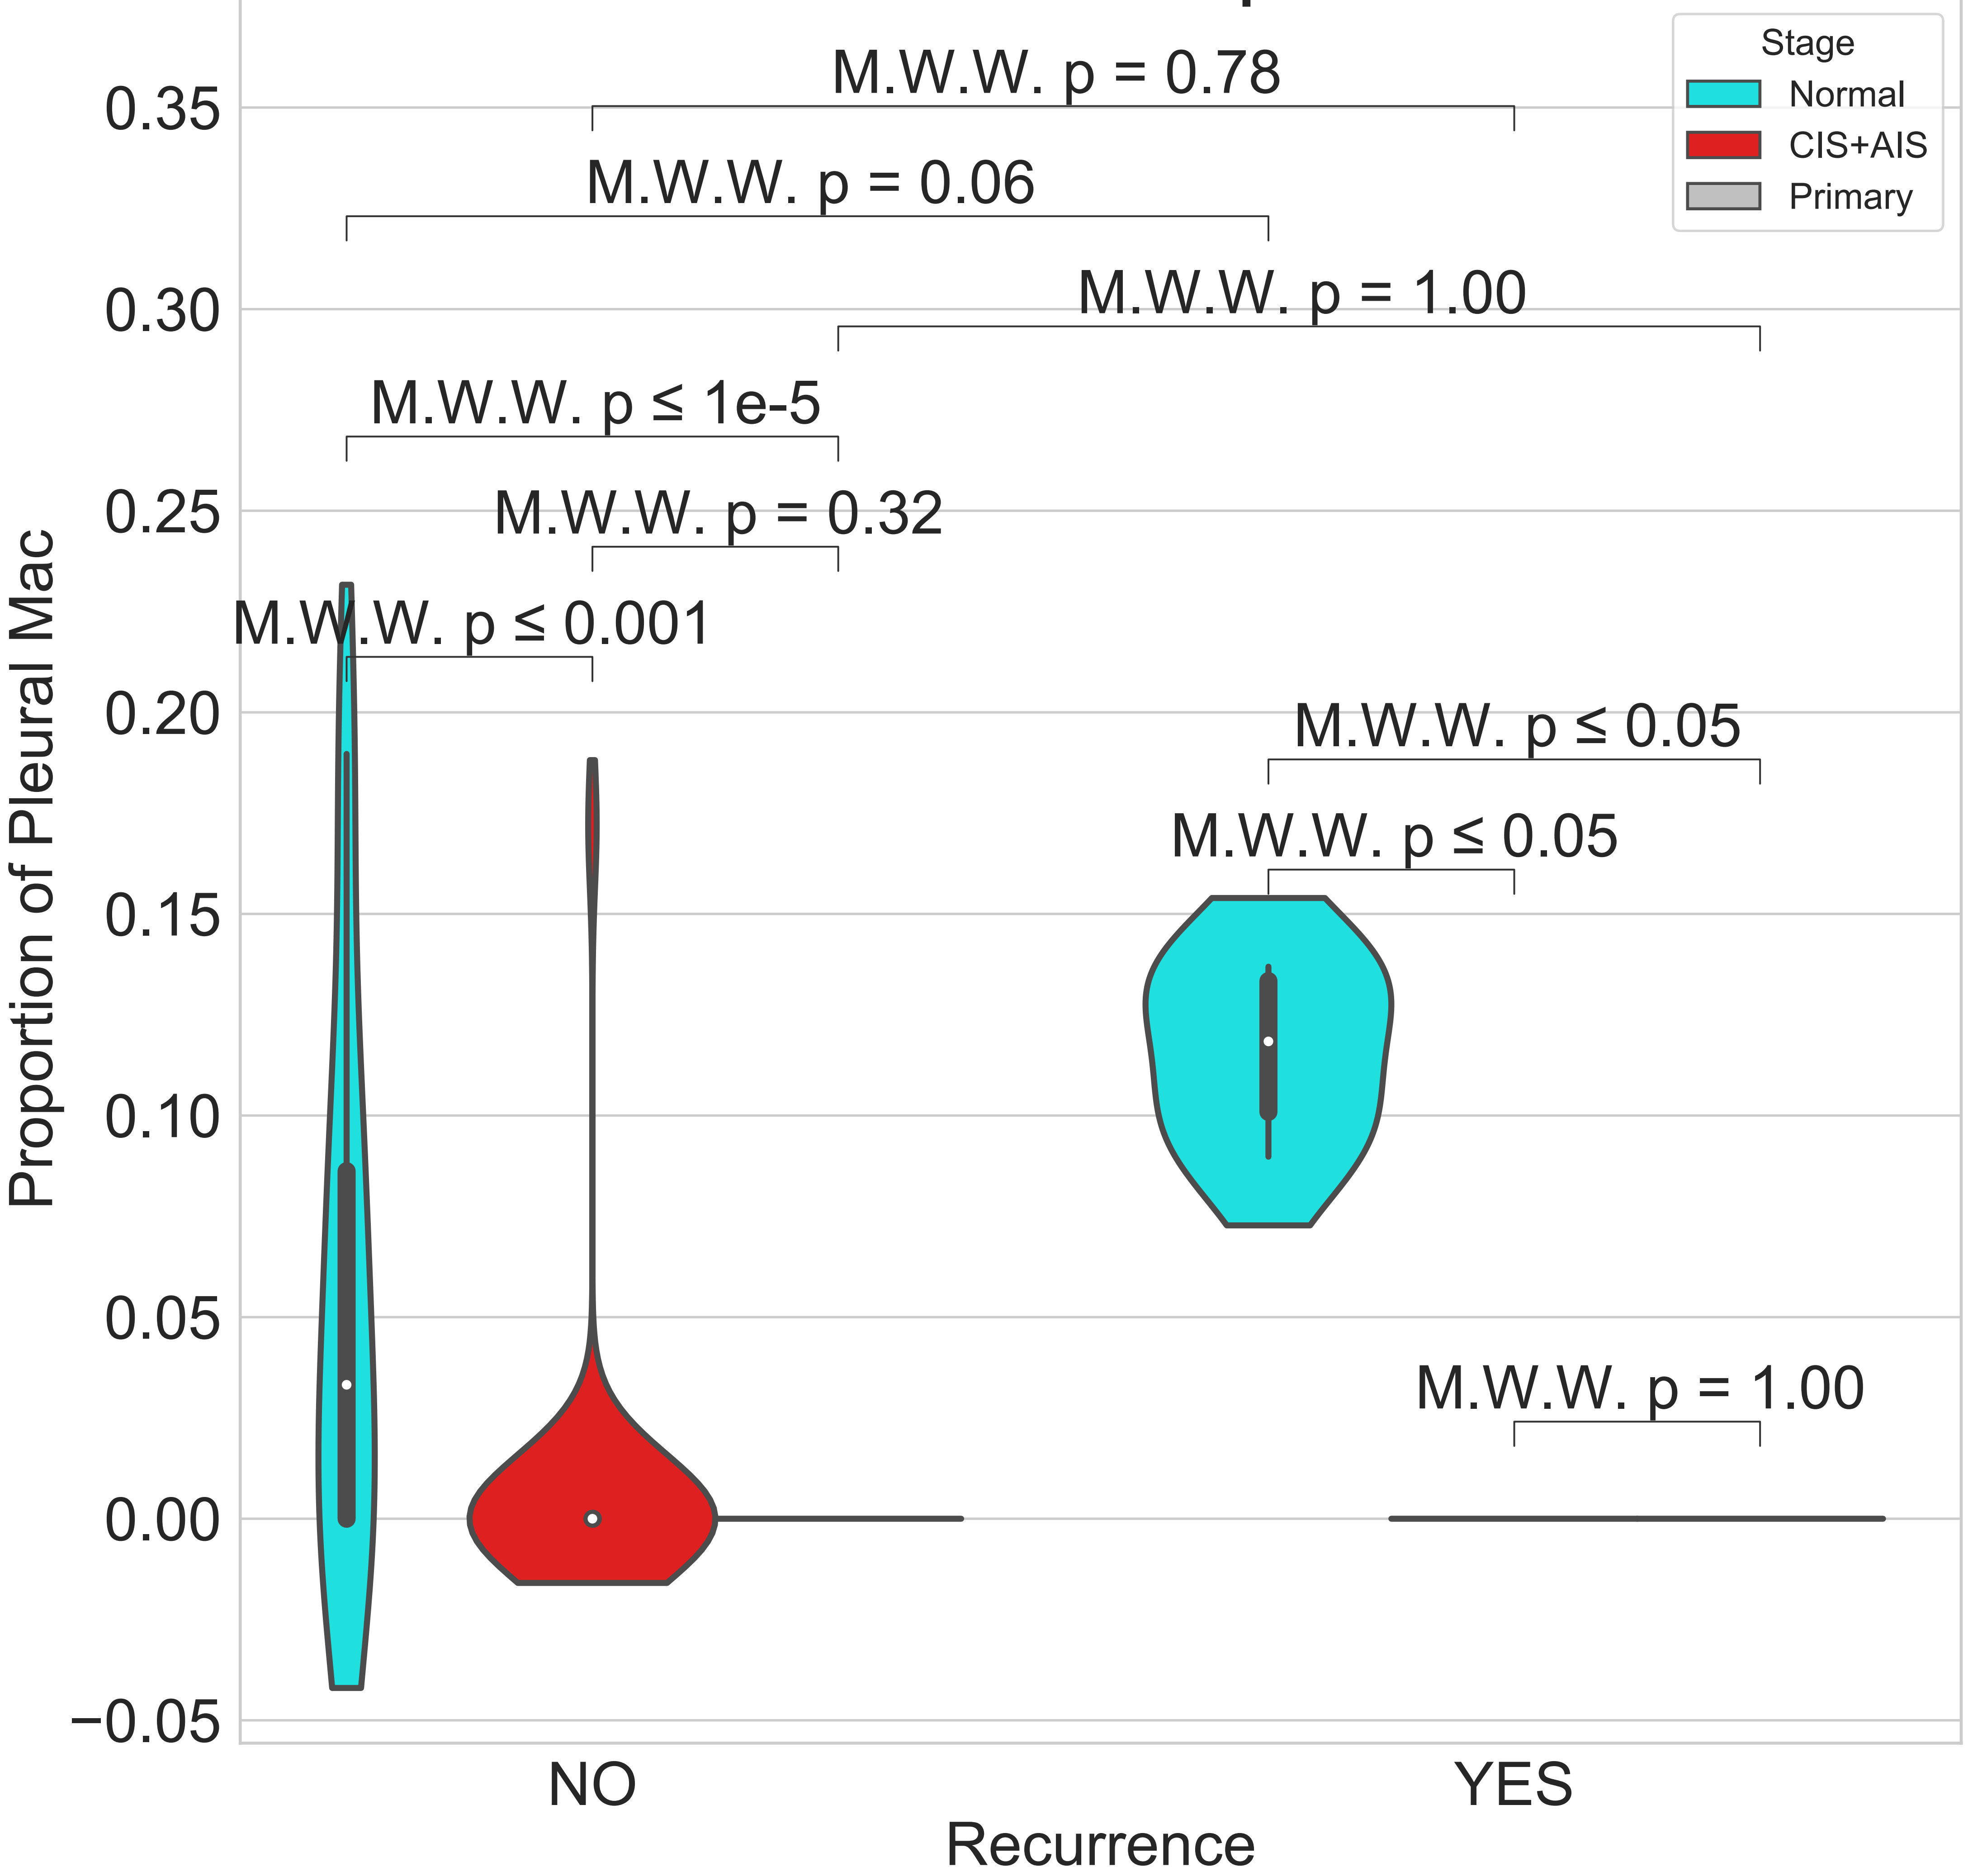 Stage
Normal
CIS+AIS
Primary
M.W.W. p = 0.78
M.W.W. p = 0.06
M.W.W. p = 1.00
M.W.W. p ≤ 1e-5
M.W.W. p = 0.32
M.W.W. p ≤ 0.001
M.W.W. p ≤ 0.05
M.W.W. p ≤ 0.05
M.W.W. p = 1.00
0.35
0.30
0.25
0.20
0.15
0.10
0.05
0.00
−0.05
Proportion of Pleural Mac
NO
YES
Recurrence